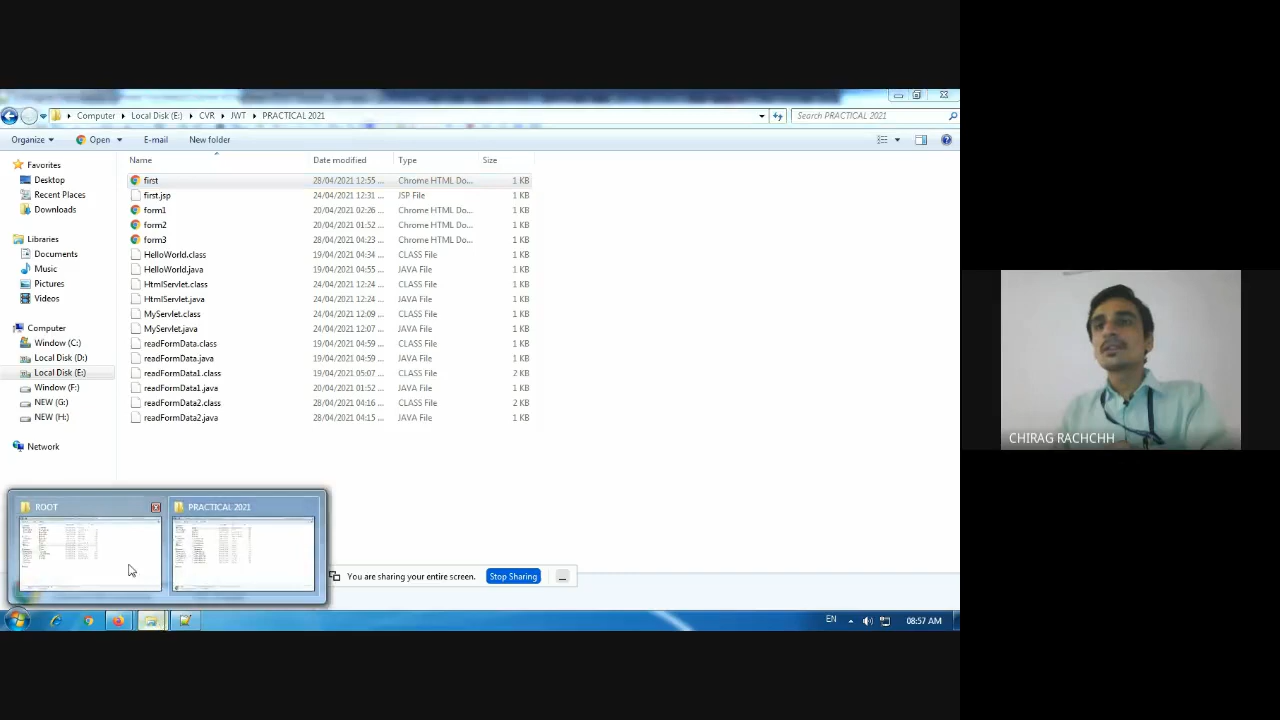 Computer Local Disk (E:) CVR JWT PRACTICAL 2021 Search PRACTICAL 2021
Organize Open E-mail New folder
Name Date modified Type Size
Favorites
Desktop
Recent Places
Downloads
Libraries
Documents
Music
Pictures
Videos
Computer
Window (C:)
Local Disk (D:)
Local Disk (E:)
Window (F:)
NEW (G:)
NEW (H:)
Network
first 28/04/2021 12:55 ... Chrome HTML Do... 1 KB
first.jsp 24/04/2021 12:31 ... JSP File 1 KB
form1 20/04/2021 02:26 ... Chrome HTML Do... 1 KB
form2 20/04/2021 01:52 ... Chrome HTML Do... 1 KB
form3 28/04/2021 04:23 ... Chrome HTML Do... 1 KB
HelloWorld.class 19/04/2021 04:34 ... CLASS File 1 KB
HelloWorld.java 19/04/2021 04:55 ... JAVA File 1 KB
HtmlServlet.class 24/04/2021 12:24 ... CLASS File 1 KB
HtmlServlet.java 24/04/2021 12:24 ... JAVA File 1 KB
MyServlet.class 24/04/2021 12:09 ... CLASS File 1 KB
MyServlet.java 24/04/2021 12:07 ... JAVA File 1 KB
readFormData.class 19/04/2021 04:59 ... CLASS File 1 KB
readFormData.java 19/04/2021 04:59 ... JAVA File 1 KB
readFormData1.class 19/04/2021 05:07 ... CLASS File 2 KB
readFormData1.java 20/04/2021 01:52 ... JAVA File 1 KB
readFormData2.class 28/04/2021 04:16 ... CLASS File 2 KB
readFormData2.java 28/04/2021 04:15 ... JAVA File 1 KB
ROOT PRACTICAL 2021
You are sharing your entire screen. Stop Sharing
EN 08:57 AM
CHIRAG RACHCHH